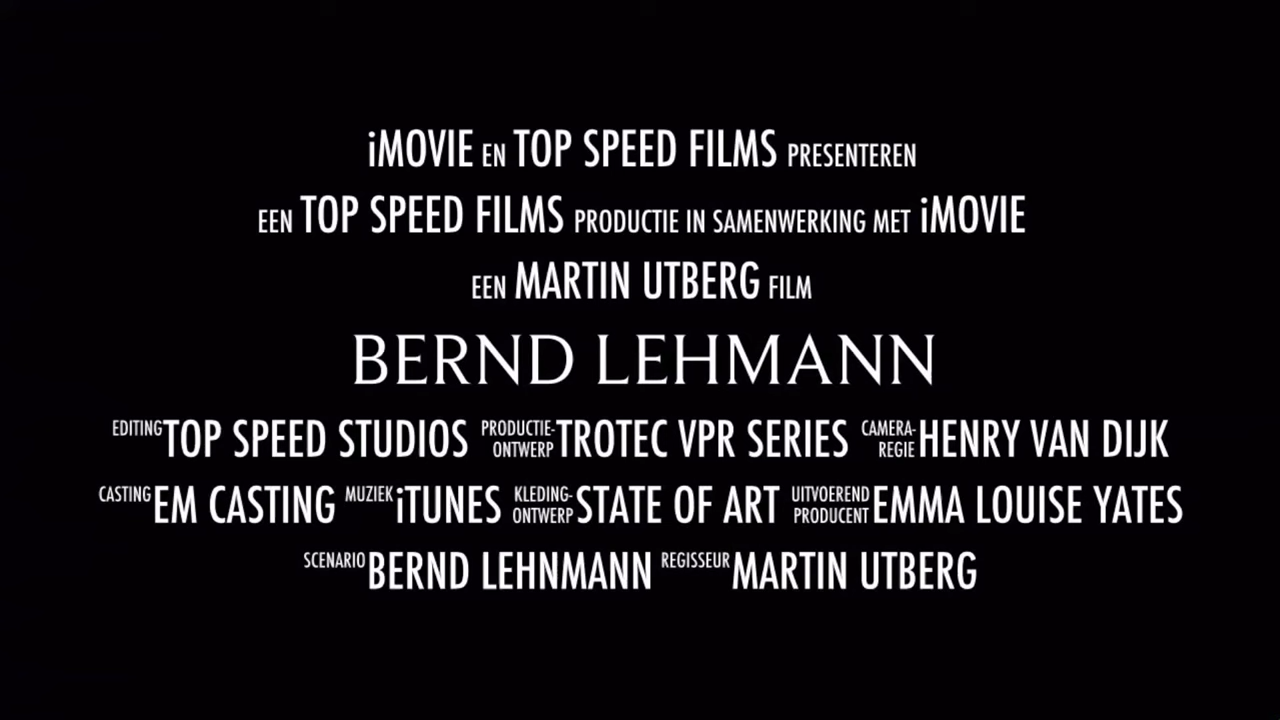 iMOVIE EN TOP SPEED FILMS PRESENTEREN
EEN TOP SPEED FILMS PRODUCTIE IN SAMENWERKING MET iMOVIE
EEN MARTIN UTBERG FILM
BERND LEHMANN
EDITING TOP SPEED STUDIOS PRODUCTIE-ONTWERP TROTEC VPR SERIES CAMERA-REGIE HENRY VAN DIJK
CASTING EM CASTING MUZIEK iTUNES KLEDING-ONTWERP STATE OF ART UITVOEREND PRODUCENT EMMA LOUISE YATES
SCENARIO BERND LEHNMANN REGISSEUR MARTIN UTBERG